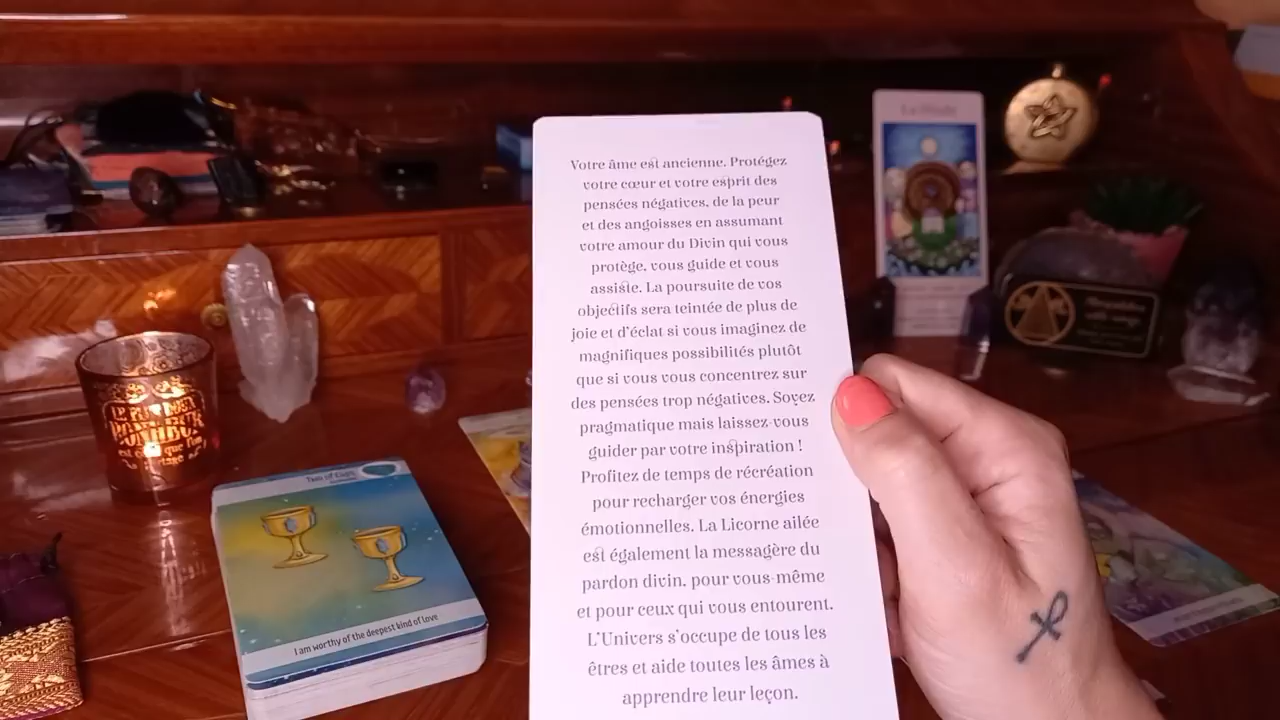 Votre âme est ancienne. Protégez
votre cœur et votre esprit des
pensées négatives, de la peur
et des angoisses en assumant
votre amour du Divin qui vous
protège, vous guide et vous
assiste. La poursuite de vos
objectifs sera teintée de plus de
joie et d'éclat si vous imaginez de
magnifiques possibilités plutôt
que si vous vous concentrez sur
des pensées trop négatives. Soyez
pragmatique mais laissez-vous
guider par votre inspiration !
Profitez de temps de récréation
pour recharger vos énergies
émotionnelles. La Licorne ailée
est également la messagère du
pardon divin, pour vous-même
et pour ceux qui vous entourent.
L'Univers s'occupe de tous les
êtres et aide toutes les âmes à
apprendre leur leçon.
Two of Cups
I am worthy of the deepest kind of love
BONHEUR
est
que